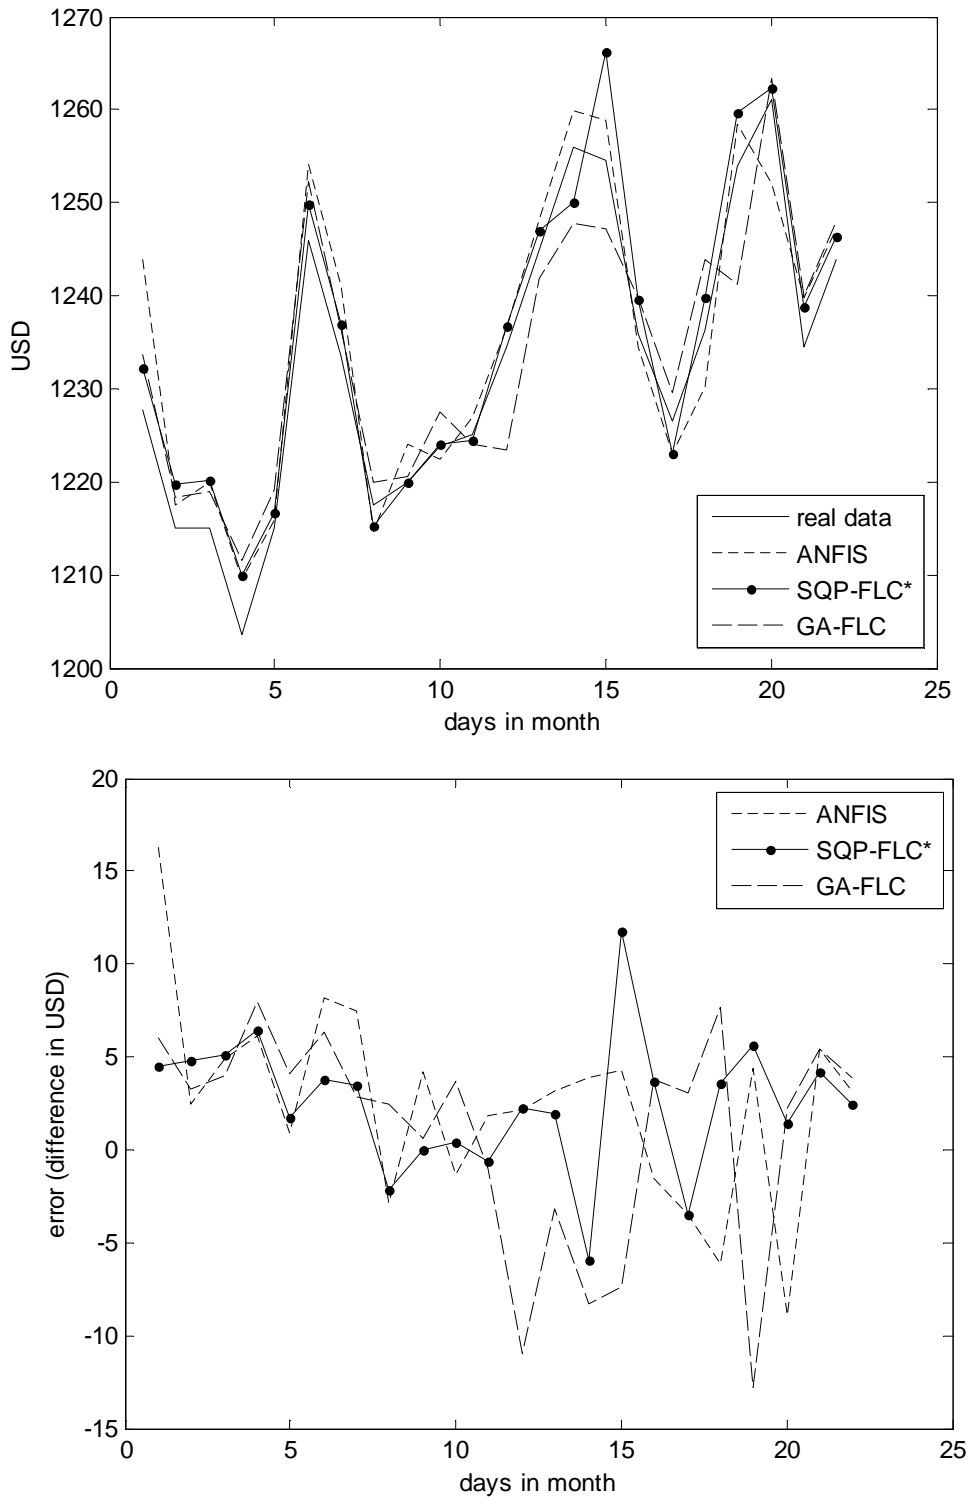 1270
1260
1250
1240
1230
1220
1210
1200
USD
real data
ANFIS
SQP-FLC*
GA-FLC
0 5 10 15 20 25
days in month
20
15
10
5
0
-5
-10
-15
error (difference in USD)
ANFIS
SQP-FLC*
GA-FLC
0 5 10 15 20 25
days in month